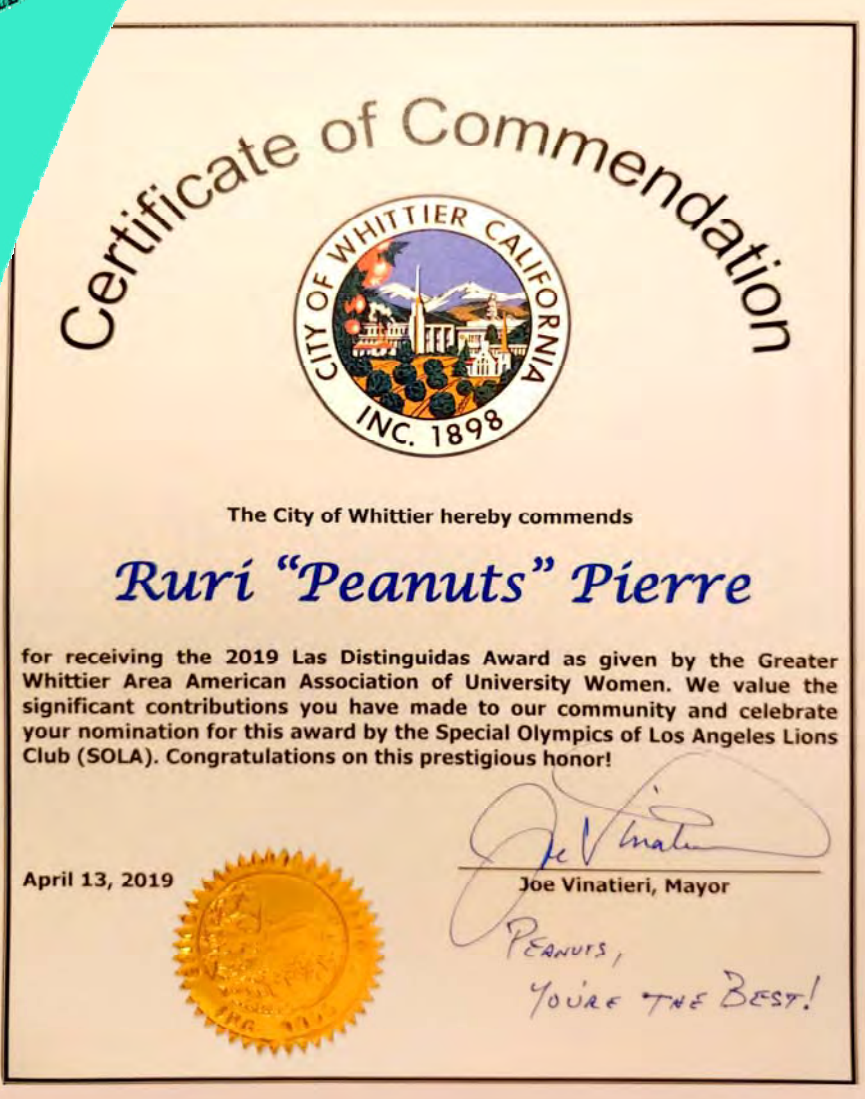 Certificate of Commendation
CITY OF WHITTIER CALIFORNIA
INC. 1898
The City of Whittier hereby commends
Ruri “Peanuts” Pierre
for receiving the 2019 Las Distinguidas Award as given by the Greater
Whittier Area American Association of University Women. We value the
significant contributions you have made to our community and celebrate
your nomination for this award by the Special Olympics of Los Angeles Lions
Club (SOLA). Congratulations on this prestigious honor!
Joe Vinatieri
April 13, 2019
Joe Vinatieri, Mayor
PEANUTS,
YOU'RE THE BEST!